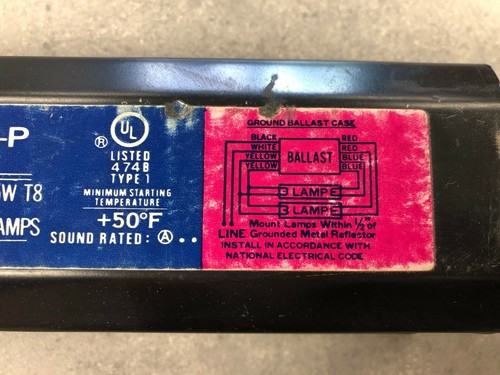 -P
W T8
AMPS
® UL
LISTED
474B
TYPE 1
MINIMUM STARTING
TEMPERATURE
+50°F
SOUND RATED: Ⓐ
GROUND BALLAST CASE
BLACK RED
WHITE BALLAST RED
YELLOW BLUE
YELLOW BLUE
LAMP
LAMP
Mount Lamps Within ½" of
LINE Grounded Metal Reflector
INSTALL IN ACCORDANCE WITH
NATIONAL ELECTRICAL CODE